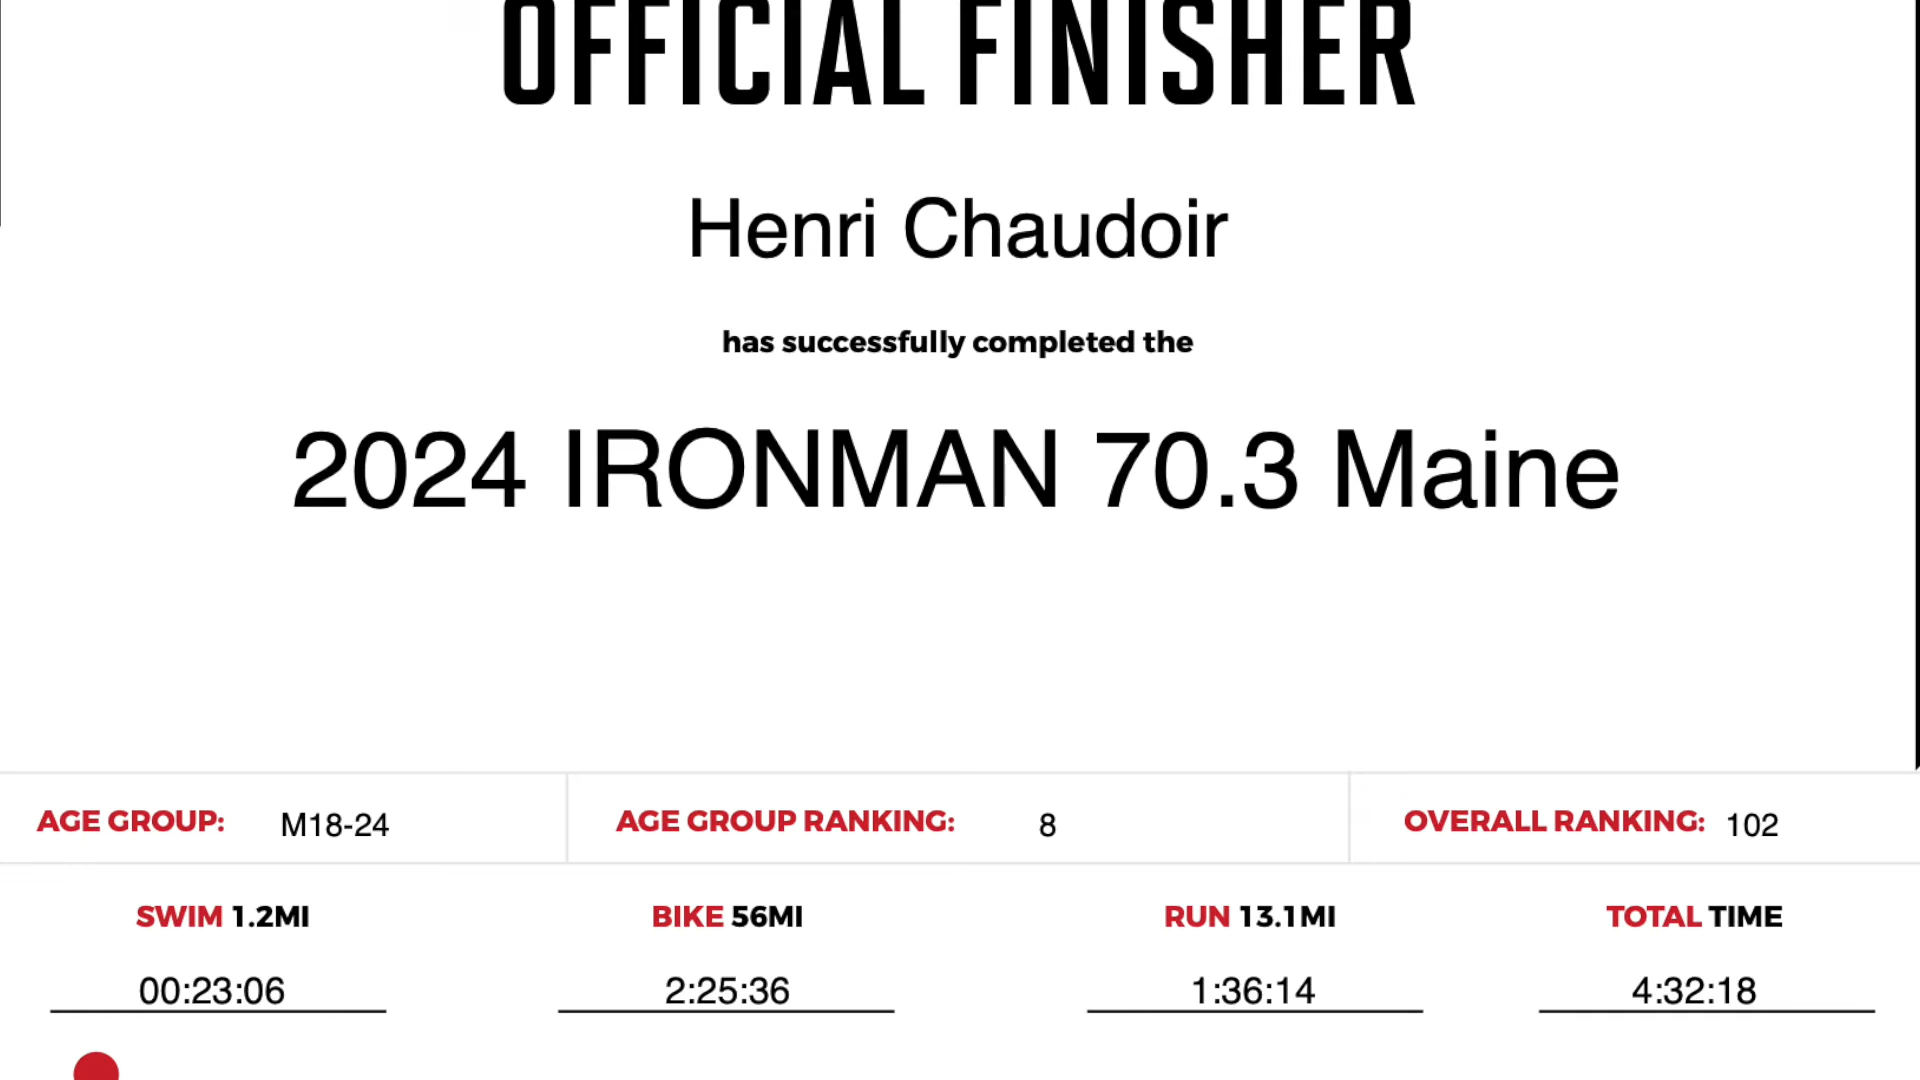 OFFICIAL FINISHER
Henri Chaudoir
has successfully completed the
2024 IRONMAN 70.3 Maine
AGE GROUP: M18-24 AGE GROUP RANKING: 8 OVERALL RANKING: 102
SWIM 1.2MI BIKE 56MI RUN 13.1MI TOTAL TIME
00:23:06 2:25:36 1:36:14 4:32:18